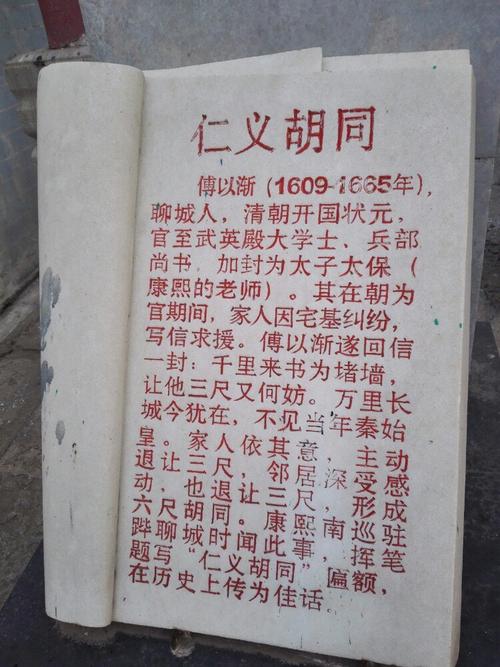 仁义胡同
傅以渐（1609-1665年），
聊城人，清朝开国状元，
官至武英殿大学士、兵部
尚书，加封为太子太保（
康熙的老师）。其在朝为
官期间，家人因宅基纠纷，
写信求援。傅以渐遂回信
一封：千里来书为堵墙，
让他三尺又何妨。万里长
城今犹在，不见当年秦始
皇。家人依其意，主动
退让三尺，邻居深受感
动，也退让三尺，形成
六尺胡同。康熙南巡驻
跸聊城时闻此事，挥笔
题写“仁义胡同”匾额，
在历史上传为佳话。